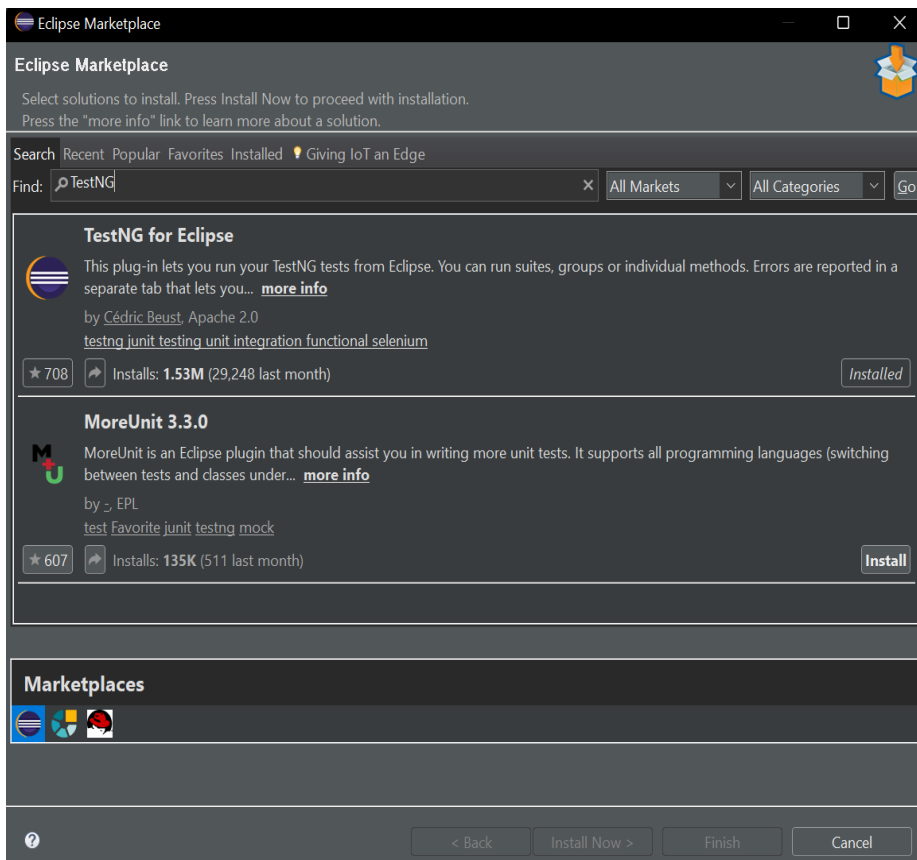 Eclipse Marketplace
Eclipse Marketplace
Select solutions to install. Press Install Now to proceed with installation.
Press the "more info" link to learn more about a solution.
Search Recent Popular Favorites Installed Giving IoT an Edge
Find: TestNG All Markets All Categories Go
TestNG for Eclipse
This plug-in lets you run your TestNG tests from Eclipse. You can run suites, groups or individual methods. Errors are reported in a
separate tab that lets you... more info
by Cédric Beust, Apache 2.0
testng junit testing unit integration functional selenium
708 Installs: 1.53M (29,248 last month) Installed
MoreUnit 3.3.0
MoreUnit is an Eclipse plugin that should assist you in writing more unit tests. It supports all programming languages (switching
between tests and classes under... more info
by -, EPL
test Favorite junit testng mock
607 Installs: 135K (511 last month) Install
Marketplaces
? < Back Install Now > Finish Cancel